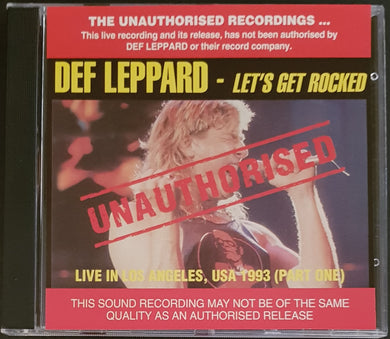 THE UNAUTHORISED RECORDINGS ...
This live recording and its release, has not been authorised by
DEF LEPPARD or their record company.
DEF LEPPARD - LET'S GET ROCKED
UNAUTHORISED
LIVE IN LOS ANGELES, USA 1993 (PART ONE)
THIS SOUND RECORDING MAY NOT BE OF THE SAME
QUALITY AS AN AUTHORISED RELEASE